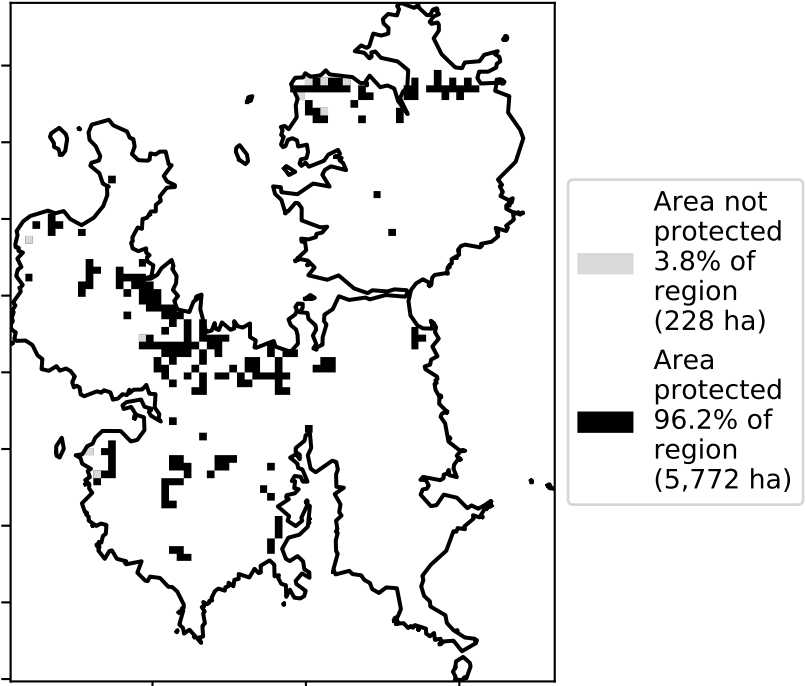 Area not
protected
3.8% of
region
(228 ha)
Area
protected
96.2% of
region
(5,772 ha)